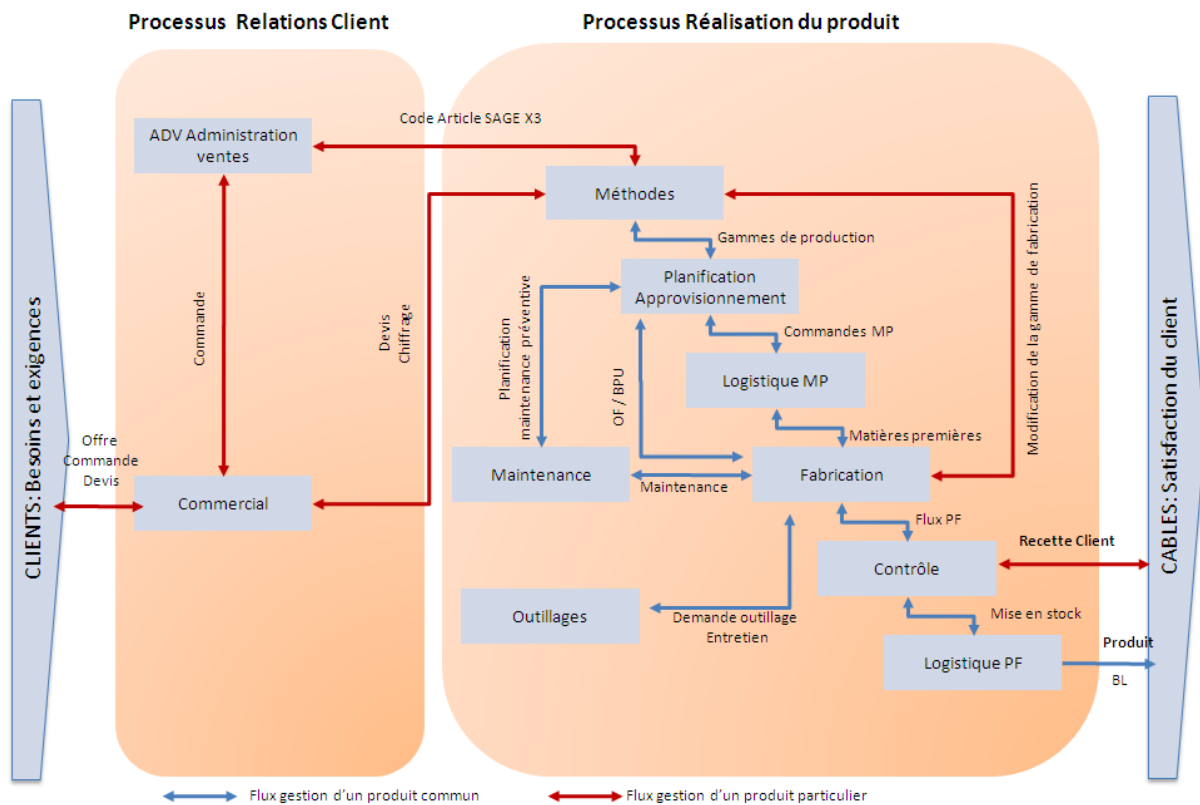 Processus  Relations Client
Processus Réalisation du produit
CLIENTS: Besoins et exigences
ADV Administration
ventes
Code Article SAGE X3
Commande
Devis
Chiffrage
Offre
Commande
Devis
Commercial
Méthodes
Gammes de production
Planification
Approvisionnement
Planification
maintenance préventive
OF / BPU
Commandes MP
Logistique MP
Matières premières
Modification de la gamme de fabrication
Maintenance
Maintenance
Fabrication
Flux PF
Recette Client
Contrôle
Outillages
Demande outillage
Entretien
Mise en stock
Logistique PF
Produit
BL
CABLES: Satisfaction du client
Flux gestion d'un produit commun
Flux gestion d'un produit particulier